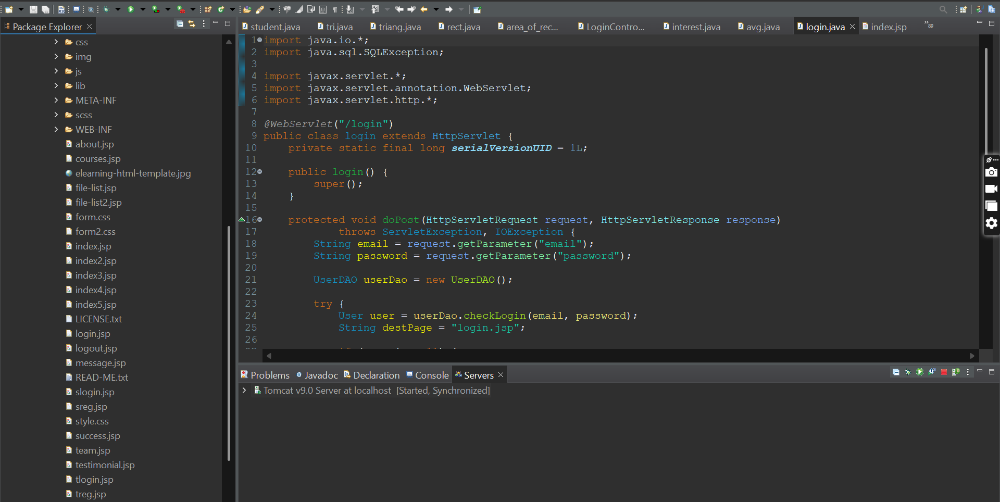 Package Explorer
css
img
js
lib
META-INF
scss
WEB-INF
about.jsp
courses.jsp
elearning-html-template.jpg
file-list.jsp
file-list2.jsp
form.css
form2.css
index.jsp
index2.jsp
index3.jsp
index4.jsp
index5.jsp
LICENSE.txt
login.jsp
logout.jsp
message.jsp
READ-ME.txt
slogin.jsp
sreg.jsp
style.css
success.jsp
team.jsp
testimonial.jsp
tlogin.jsp
treg.jsp
student.java tri.java triang.java rect.java area_of_rec... LoginContro... interest.java avg.java login.java index.jsp 89
1 import java.io.*;
2 import java.sql.SQLException;
3
4 import javax.servlet.*;
5 import javax.servlet.annotation.WebServlet;
6 import javax.servlet.http.*;
7
8 @WebServlet("/login")
9 public class login extends HttpServlet {
10 private static final long serialVersionUID = 1L;
11
12 public login() {
13 super();
14 }
15
16 protected void doPost(HttpServletRequest request, HttpServletResponse response)
17 throws ServletException, IOException {
18 String email = request.getParameter("email");
19 String password = request.getParameter("password");
20
21 UserDAO userDao = new UserDAO();
22
23 try {
24 User user = userDao.checkLogin(email, password);
25 String destPage = "login.jsp";
26
Problems Javadoc Declaration Console Servers
Tomcat v9.0 Server at localhost [Started, Synchronized]